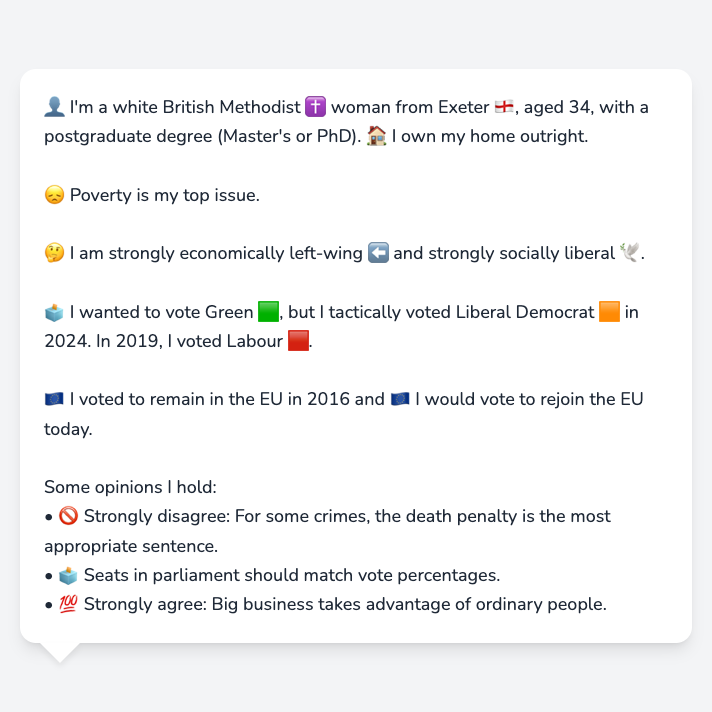 👤 I'm a white British Methodist ✝️ woman from Exeter 🏴󠁧󠁢󠁥󠁮󠁧󠁿, aged 34, with a
postgraduate degree (Master's or PhD). 🏠 I own my home outright.
😞 Poverty is my top issue.
🤔 I am strongly economically left-wing ⬅️ and strongly socially liberal 🕊️.
🗳️ I wanted to vote Green 🟩, but I tactically voted Liberal Democrat 🟧 in
2024. In 2019, I voted Labour 🟥.
🇪🇺 I voted to remain in the EU in 2016 and 🇪🇺 I would vote to rejoin the EU
today.
Some opinions I hold:
• 🚫 Strongly disagree: For some crimes, the death penalty is the most
appropriate sentence.
• 🗳️ Seats in parliament should match vote percentages.
• 💯 Strongly agree: Big business takes advantage of ordinary people.